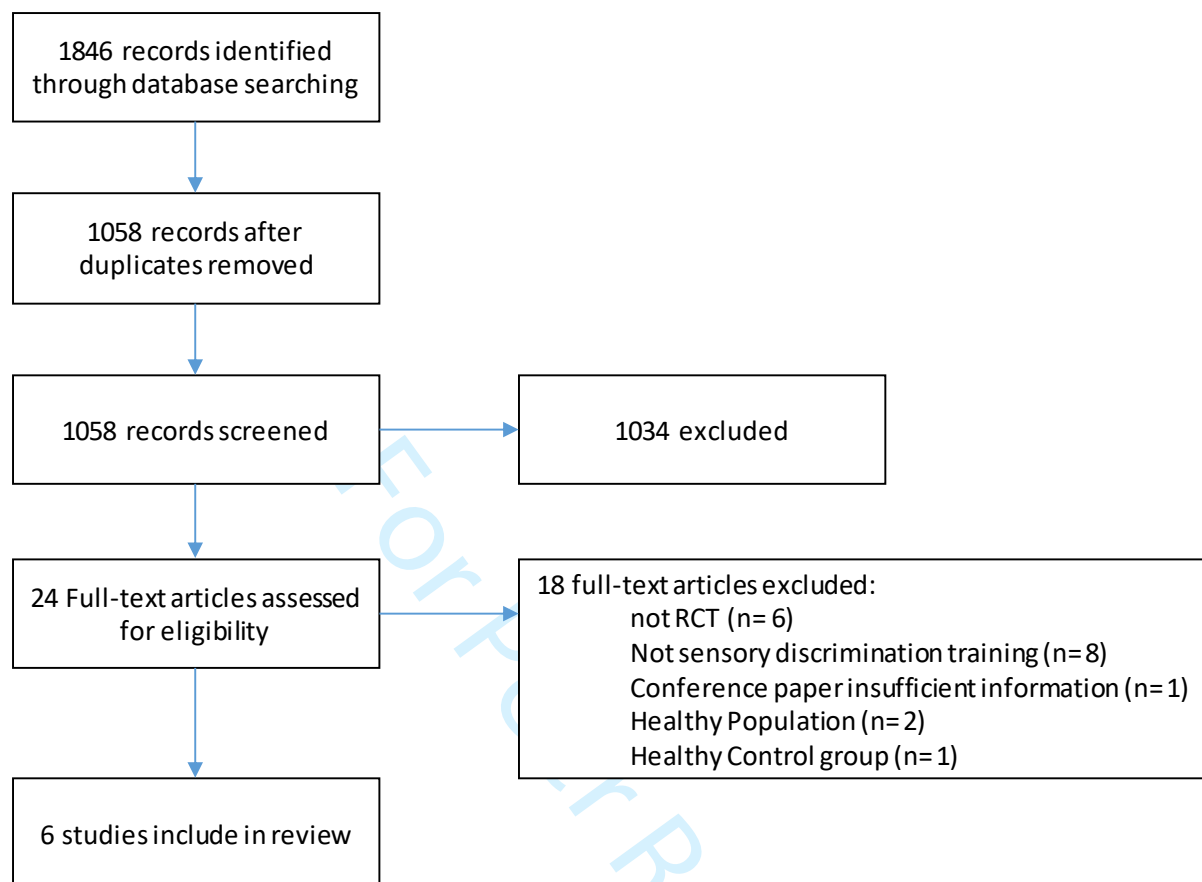 1846 records identified
through database searching
1058 records after
duplicates removed
1058 records screened
1034 excluded
24 Full-text articles assessed
for eligibility
18 full-text articles excluded:
not RCT (n= 6)
Not sensory discrimination training (n= 8)
Conference paper insufficient information (n= 1)
Healthy Population (n= 2)
Healthy Control group (n= 1)
6 studies include in review
For